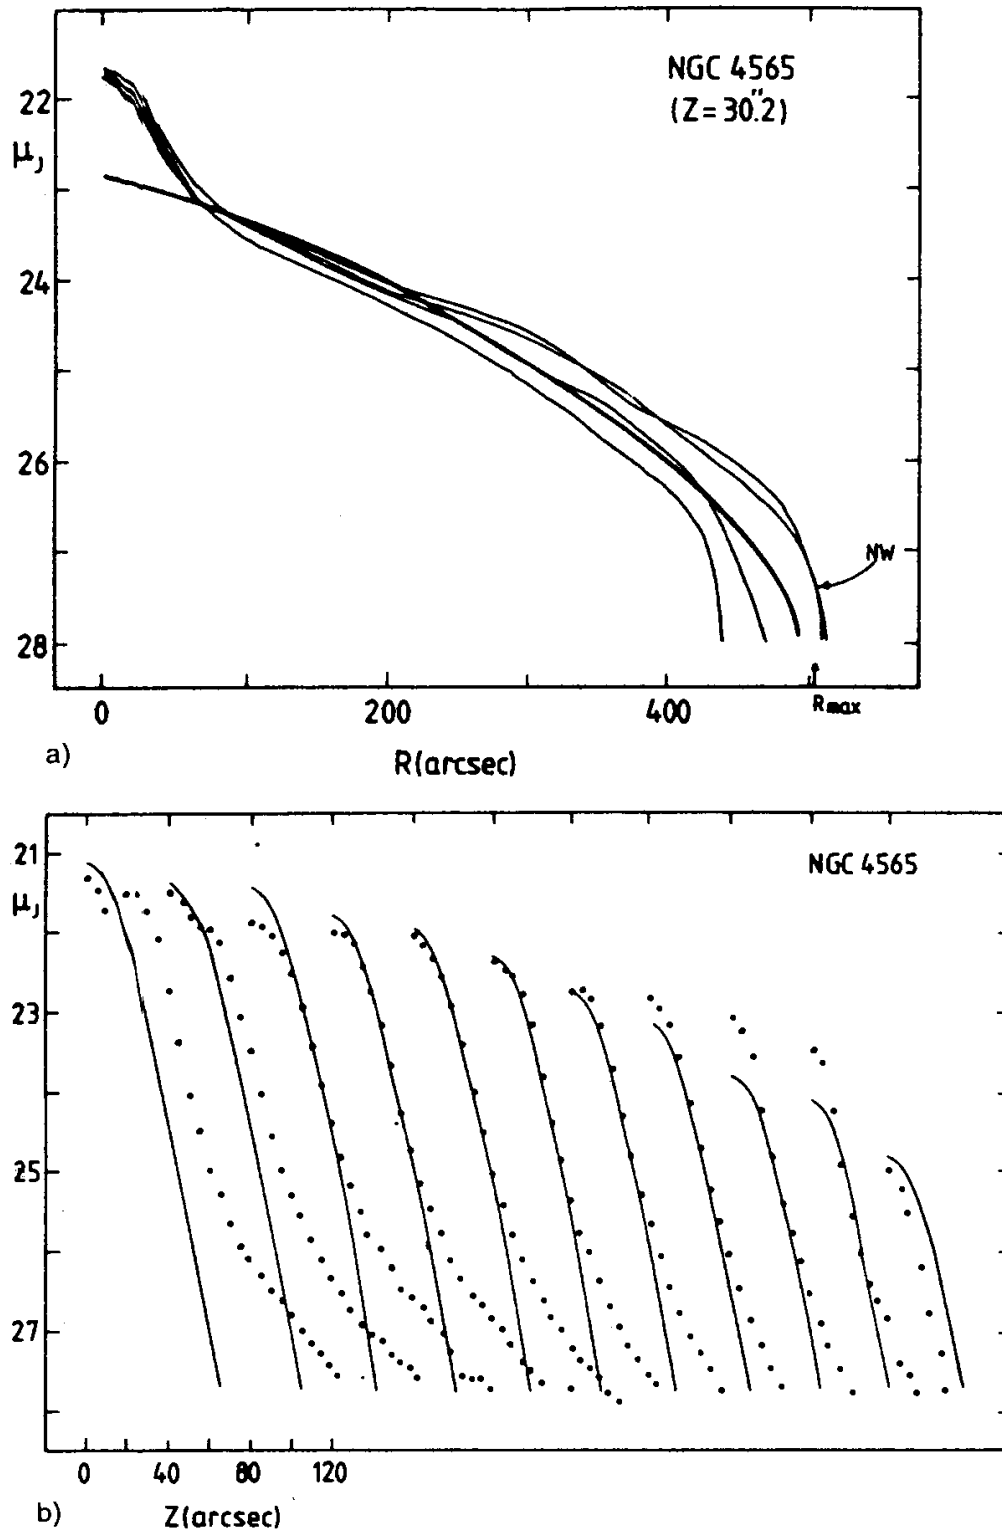 NGC 4565
(Z=30".2)
22
μJ
24
26
NW
28
0
200
400
Rmax
a)
R(arcsec)
21
NGC 4565
μJ
23
25
27
0
40
80
120
b)
Z(arcsec)